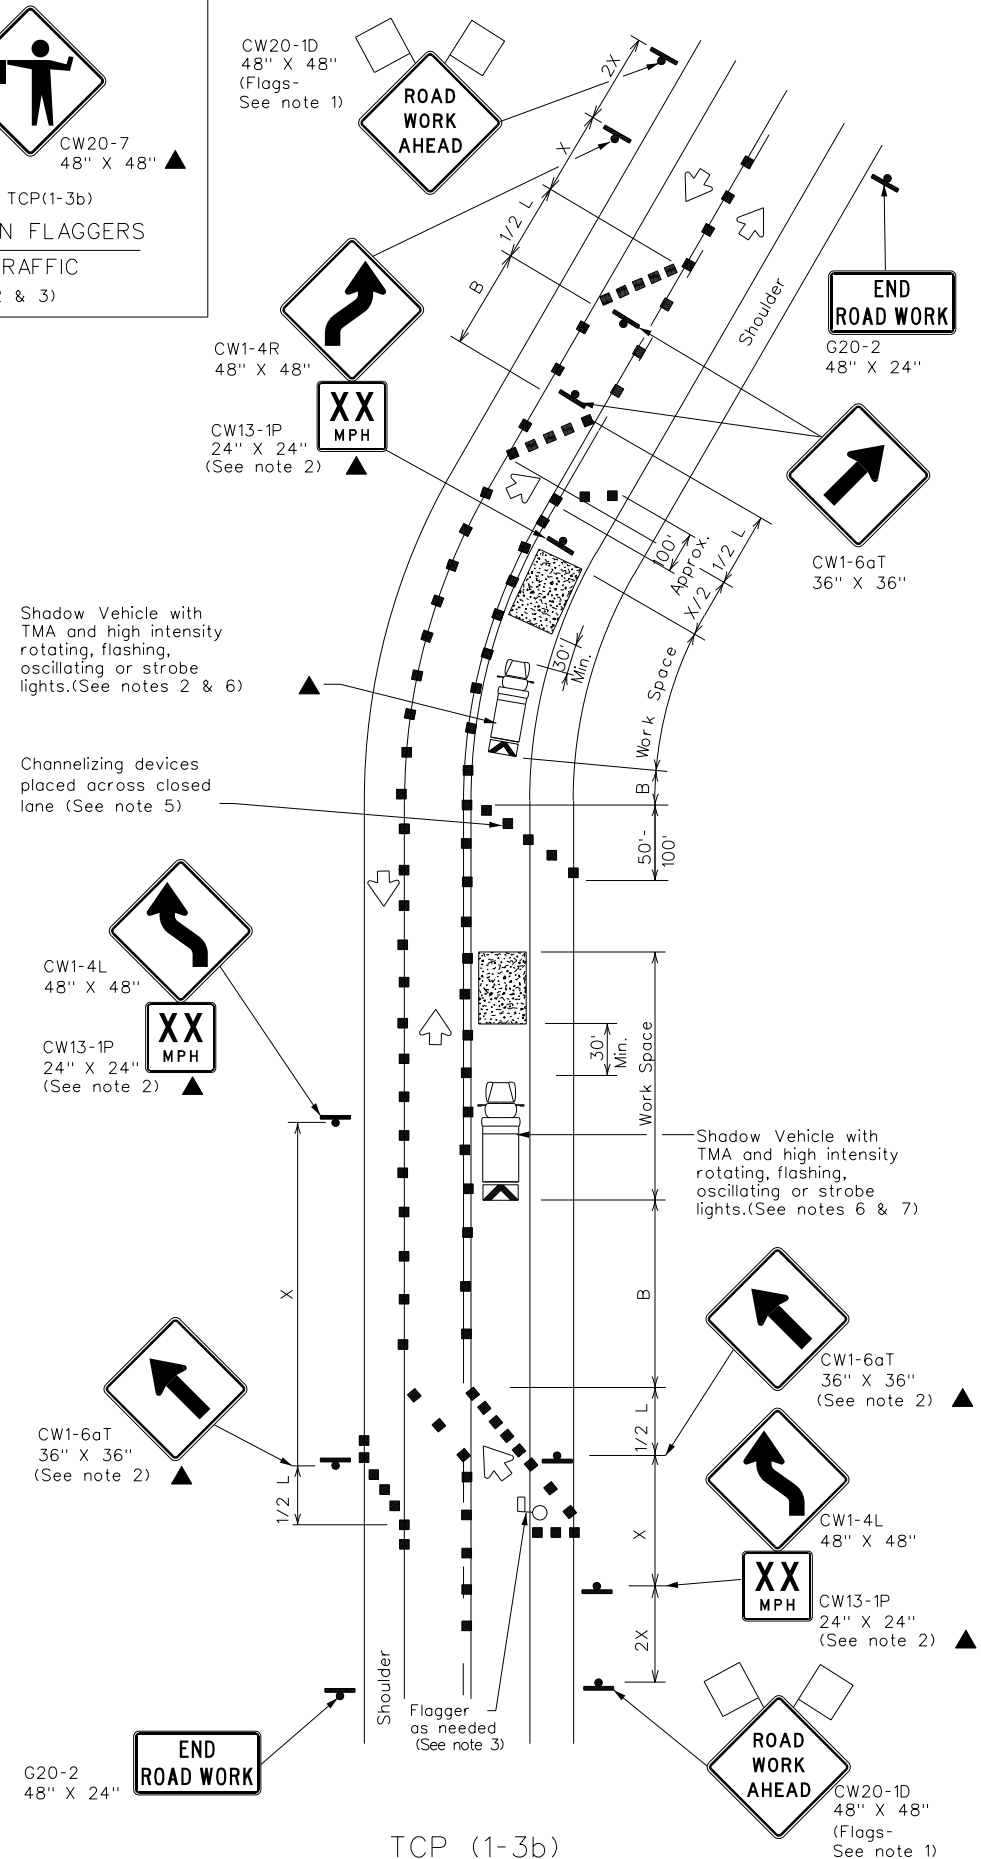 CW20-7
48" X 48"
TCP(1-3b)
N FLAGGERS
RAFFIC
2 & 3)
CW20-1D
48" X 48"
(Flags-
See note 1)
ROAD
WORK
AHEAD
2X
X
1/2 L
B
CW1-4R
48" X 48"
XX
MPH
CW13-1P
24" X 24"
(See note 2)
Shoulder
END
ROAD WORK
G20-2
48" X 24"
CW1-6aT
36" X 36"
100'
Approx.
1/2 L
X/2
30'
Min.
Work Space
B
50'-
100'
Shadow Vehicle with
TMA and high intensity
rotating, flashing,
oscillating or strobe
lights.(See notes 2 & 6)
Channelizing devices
placed across closed
lane (See note 5)
CW1-4L
48" X 48"
XX
MPH
CW13-1P
24" X 24"
(See note 2)
30'
Min.
Work Space
Shadow Vehicle with
TMA and high intensity
rotating, flashing,
oscillating or strobe
lights.(See notes 6 & 7)
X
B
CW1-6aT
36" X 36"
(See note 2)
1/2 L
CW1-6aT
36" X 36"
(See note 2)
1/2 L
X
CW1-4L
48" X 48"
XX
MPH
CW13-1P
24" X 24"
(See note 2)
2X
Shoulder
Flagger
as needed
(See note 3)
END
ROAD WORK
G20-2
48" X 24"
ROAD
WORK
AHEAD
CW20-1D
48" X 48"
(Flags-
See note 1)
TCP (1-3b)